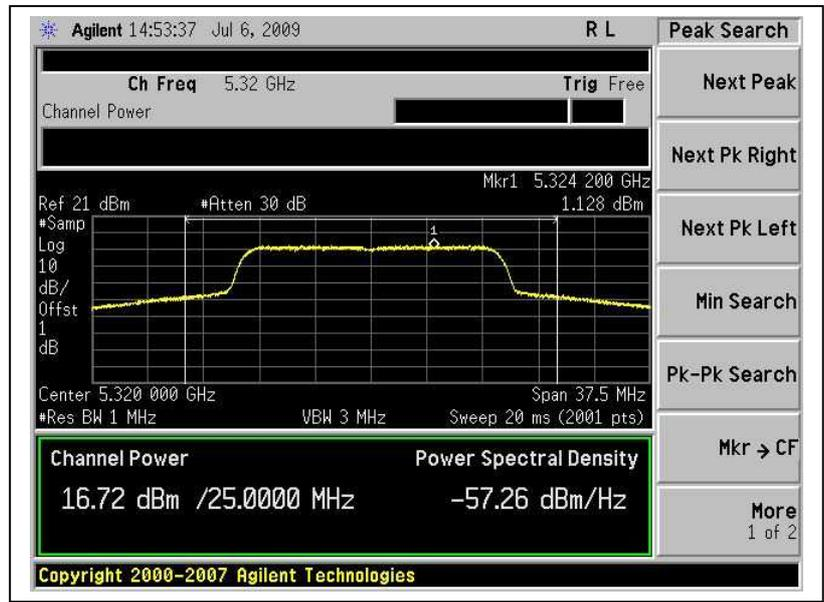 Agilent 14:53:37 Jul 6, 2009 R L
Peak Search
Ch Freq 5.32 GHz Trig Free
Channel Power
Mkr1 5.324 200 GHz
Ref 21 dBm #Atten 30 dB 1.128 dBm
#Samp
Log
10
dB/
Offst
1
dB
1
Center 5.320 000 GHz Span 37.5 MHz
#Res BW 1 MHz VBW 3 MHz Sweep 20 ms (2001 pts)
Channel Power Power Spectral Density
16.72 dBm /25.0000 MHz -57.26 dBm/Hz
Copyright 2000-2007 Agilent Technologies
Next Peak
Next Pk Right
Next Pk Left
Min Search
Pk-Pk Search
Mkr → CF
More
1 of 2